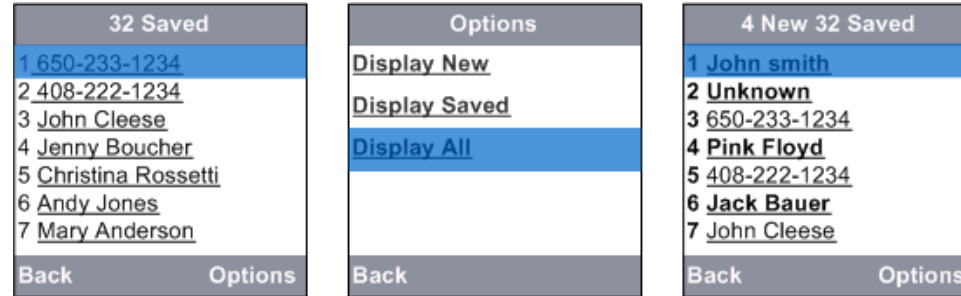 32 Saved
1 650-233-1234
2 408-222-1234
3 John Cleese
4 Jenny Boucher
5 Christina Rossetti
6 Andy Jones
7 Mary Anderson
Back Options
Options
Display New
Display Saved
Display All
Back
4 New 32 Saved
1 John smith
2 Unknown
3 650-233-1234
4 Pink Floyd
5 408-222-1234
6 Jack Bauer
7 John Cleese
Back Options